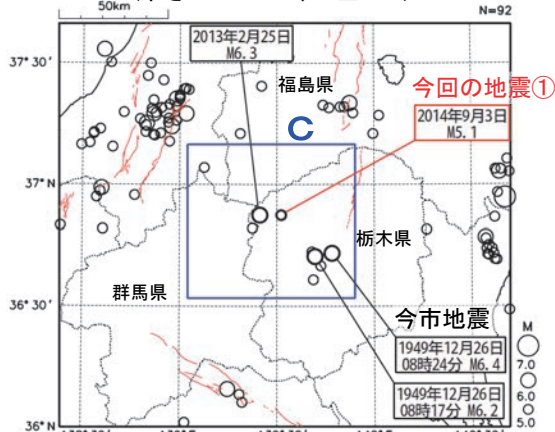 50km
N=92
37°30'
2013年2月25日
M6.3
福島県
今回の地震①
2014年9月3日
M5.1
C
37°N
栃木県
群馬県
36°30'
今市地震
1949年12月26日
08時24分 M6.4
1949年12月26日
08時17分 M6.2
M
7.0
6.0
5.0
36°N